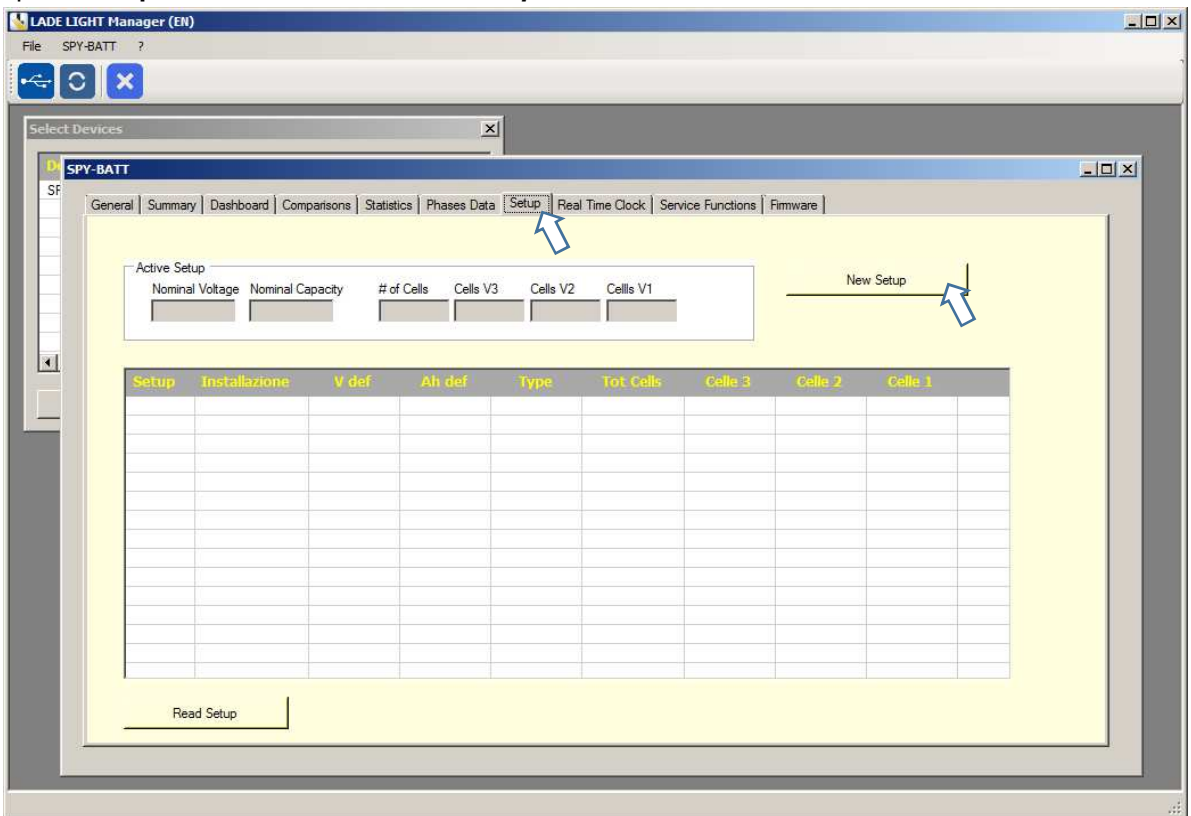 LADE LIGHT Manager (EN)
File SPY-BATT ?
Select Devices
SPY-BATT
General Summary Dashboard Comparisons Statistics Phases Data Setup Real Time Clock Service Functions Firmware
Active Setup
Nominal Voltage Nominal Capacity # of Cells Cells V3 Cells V2 Cellls V1
New Setup
Setup Installazione V def Ah def Type Tot Cells Celle 3 Celle 2 Celle 1
Read Setup